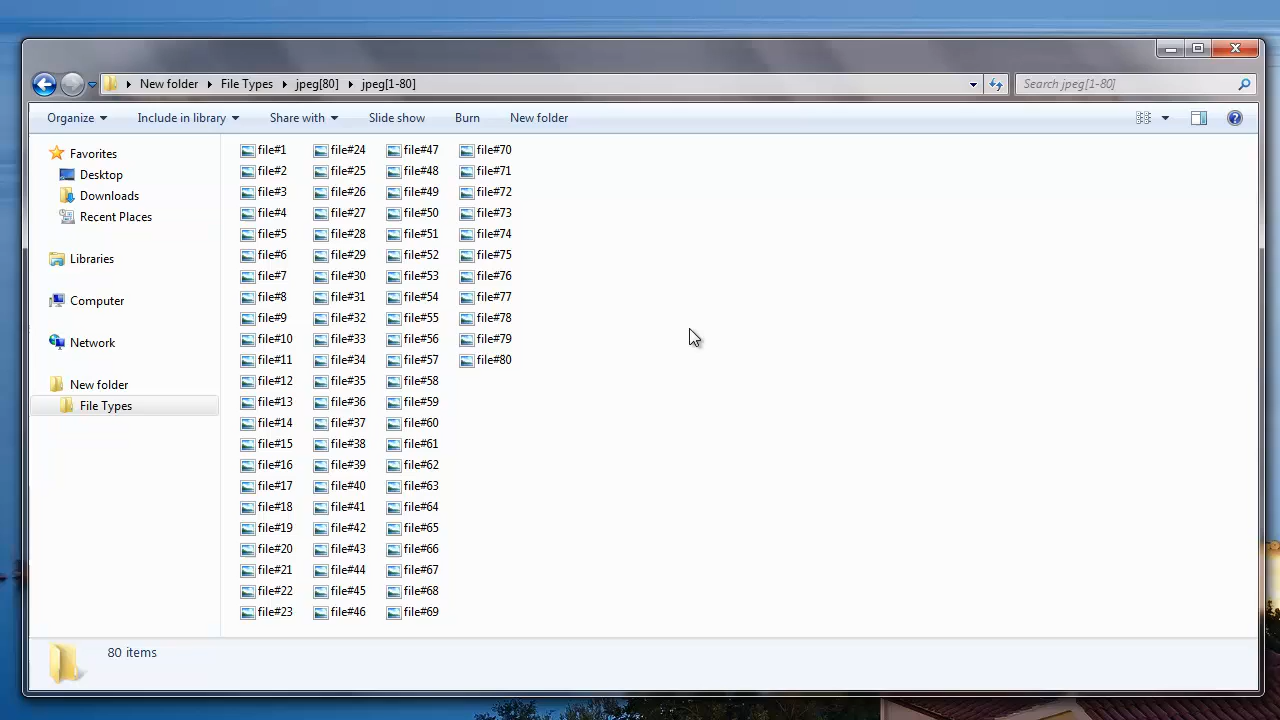 New folder File Types jpeg[80] jpeg[1-80]
Search jpeg[1-80]
Organize Include in library Share with Slide show Burn New folder
Favorites
Desktop
Downloads
Recent Places
Libraries
Computer
Network
New folder
File Types
file#1
file#2
file#3
file#4
file#5
file#6
file#7
file#8
file#9
file#10
file#11
file#12
file#13
file#14
file#15
file#16
file#17
file#18
file#19
file#20
file#21
file#22
file#23
file#24
file#25
file#26
file#27
file#28
file#29
file#30
file#31
file#32
file#33
file#34
file#35
file#36
file#37
file#38
file#39
file#40
file#41
file#42
file#43
file#44
file#45
file#46
file#47
file#48
file#49
file#50
file#51
file#52
file#53
file#54
file#55
file#56
file#57
file#58
file#59
file#60
file#61
file#62
file#63
file#64
file#65
file#66
file#67
file#68
file#69
file#70
file#71
file#72
file#73
file#74
file#75
file#76
file#77
file#78
file#79
file#80
80 items